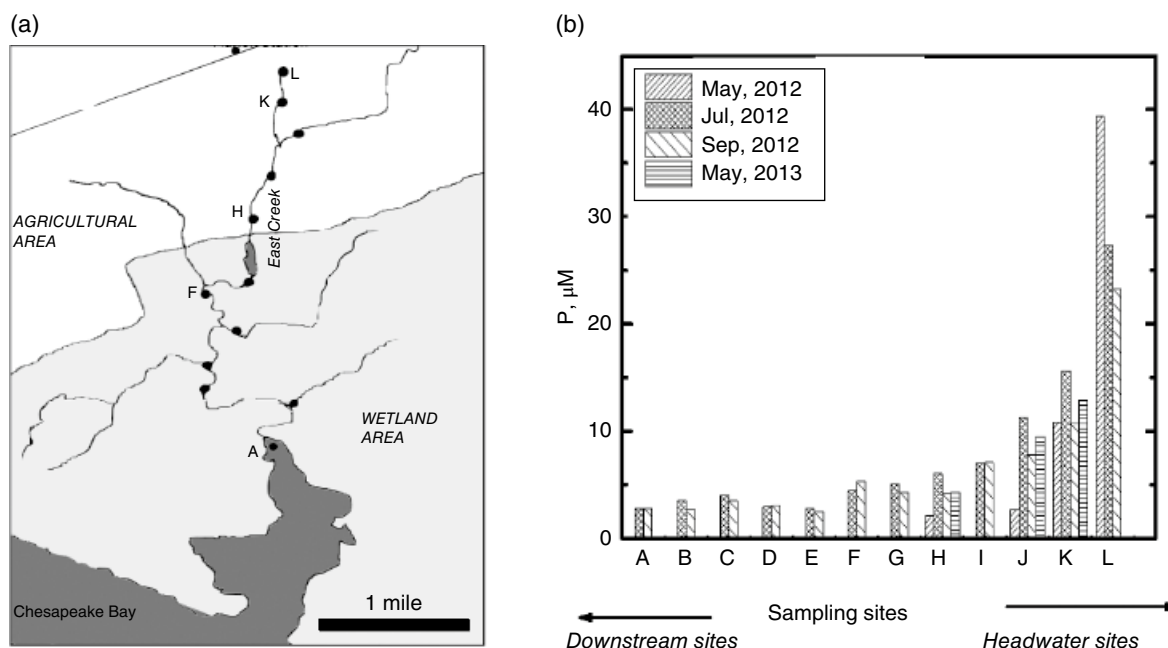 (a)
L
K
H
East Creek
AGRICULTURAL
AREA
F
WETLAND
AREA
A
Chesapeake Bay
1 mile
(b)
May, 2012
Jul, 2012
Sep, 2012
May, 2013
P, μM
40
30
20
10
0
A B C D E F G H I J K L
Sampling sites
Downstream sites
Headwater sites